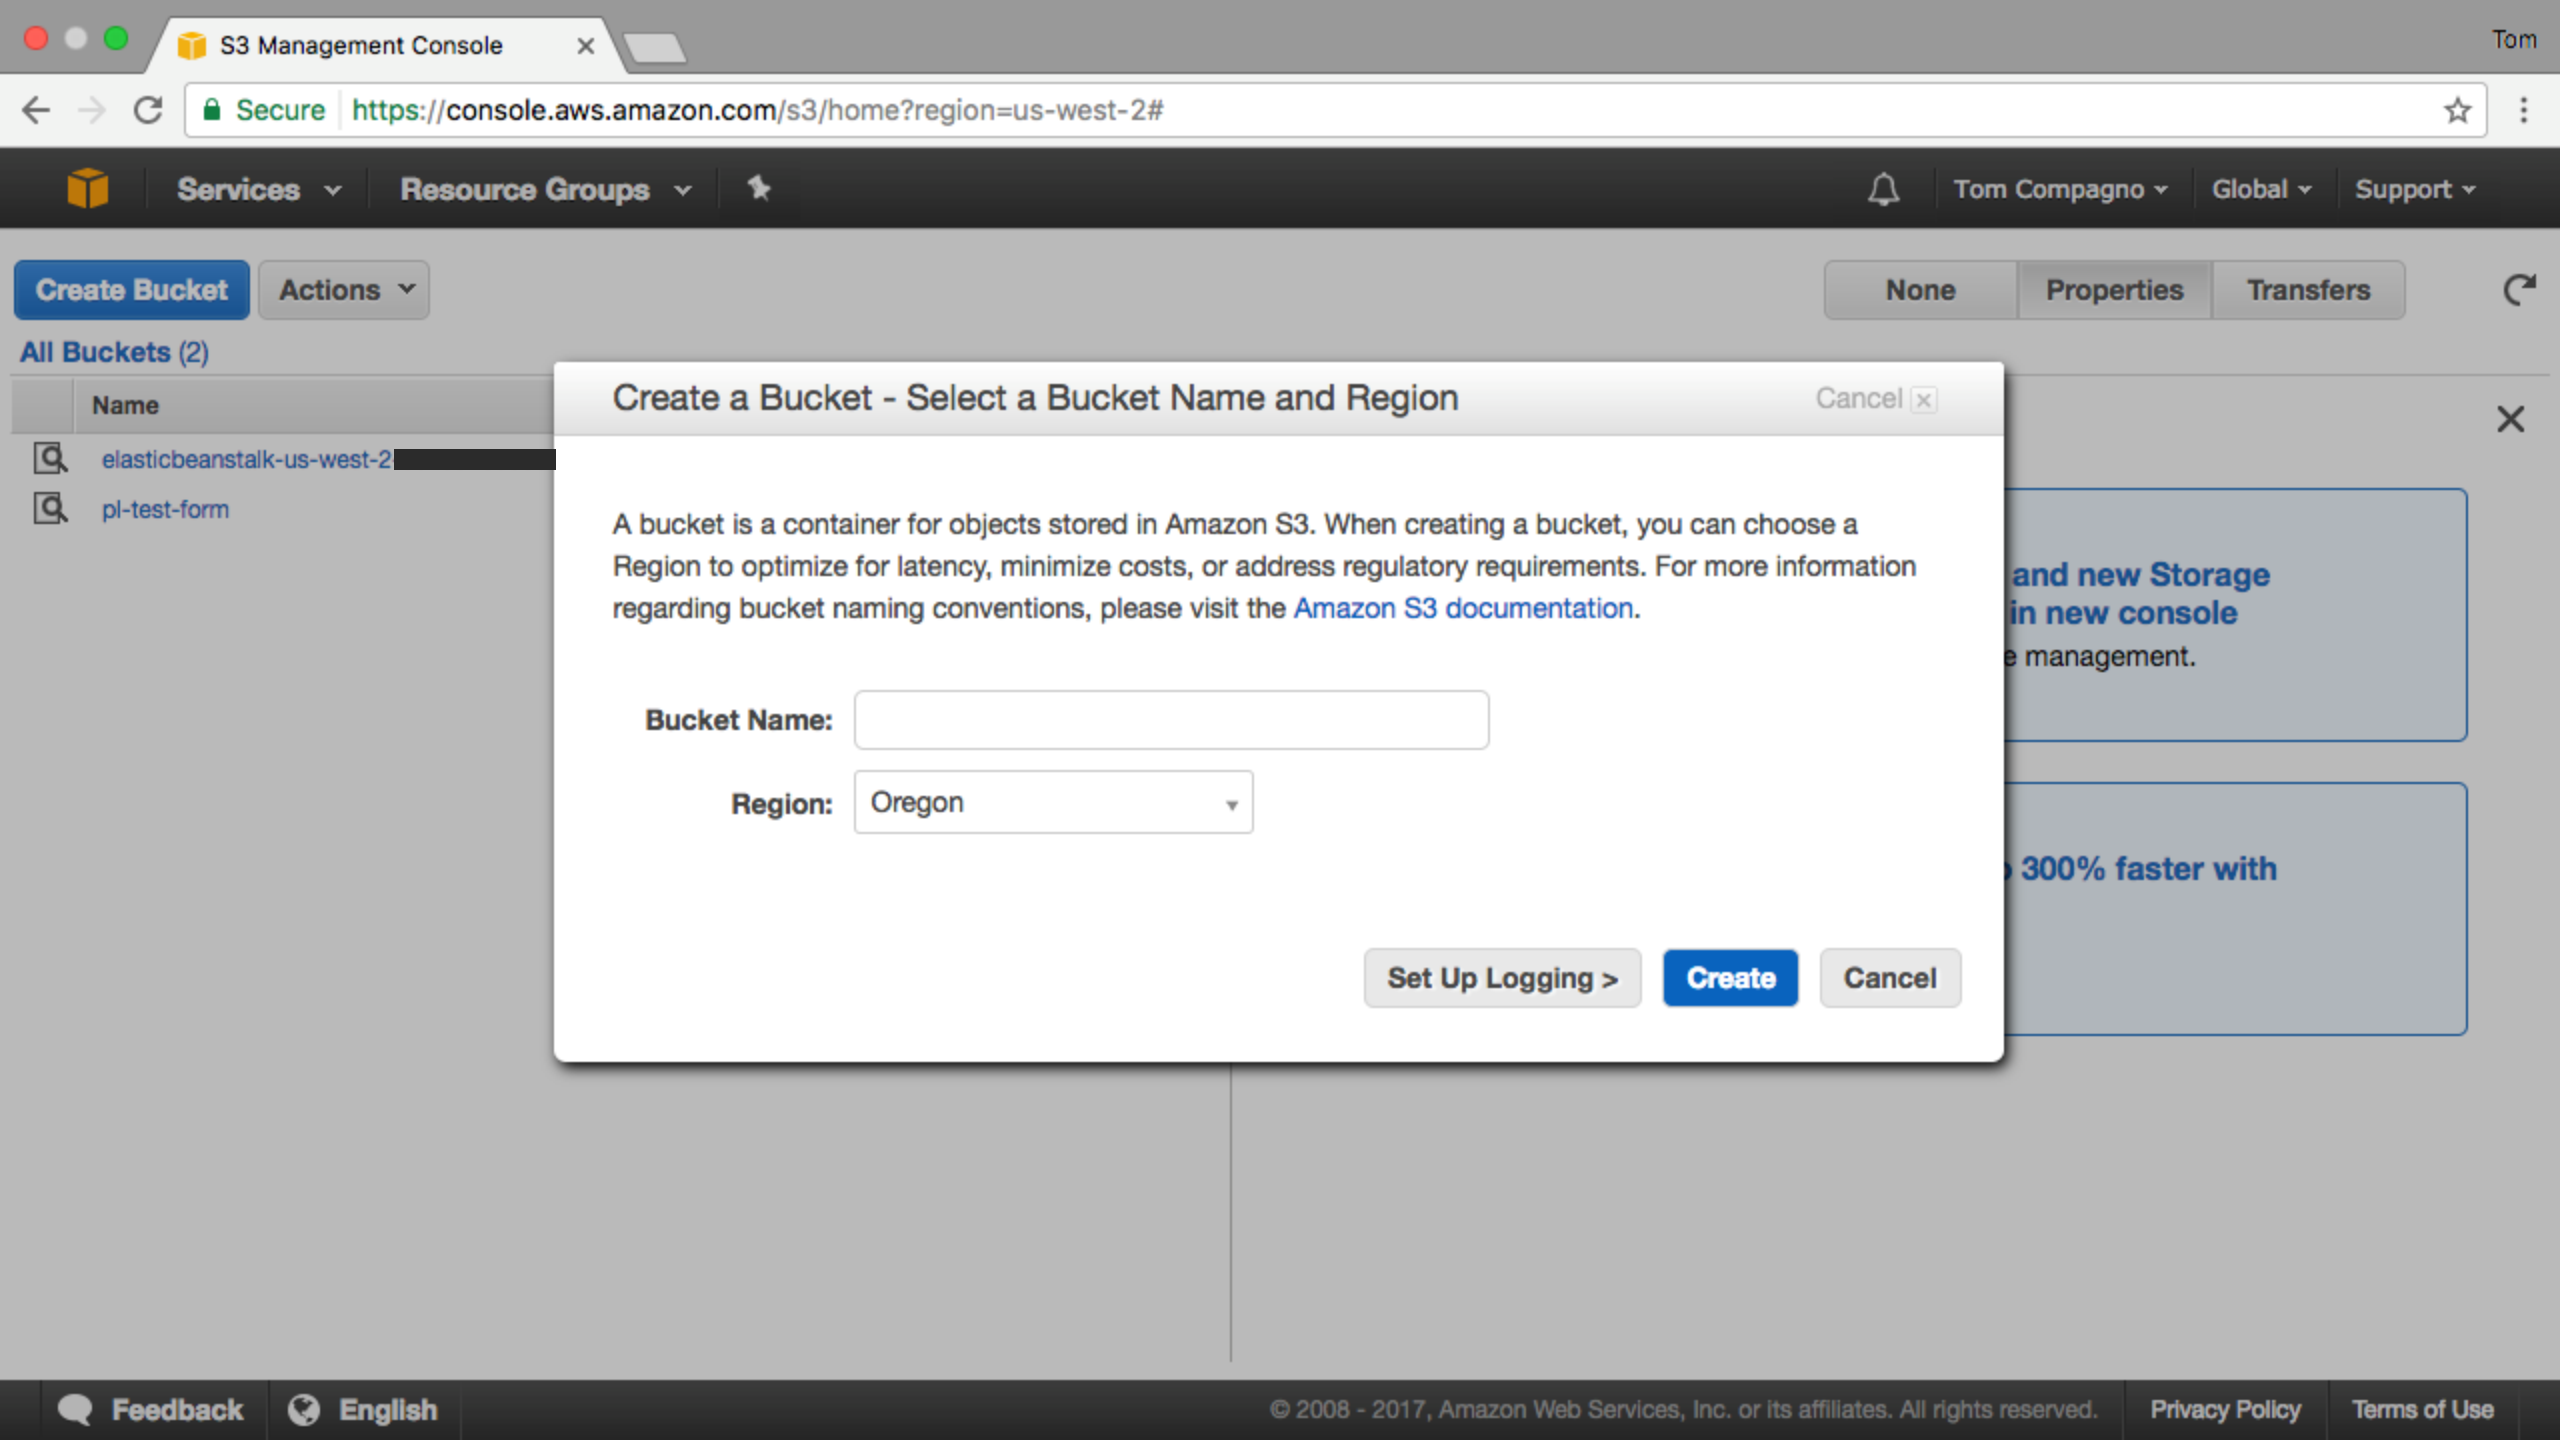 S3 Management Console
Tom
Secure
https://console.aws.amazon.com/s3/home?region=us-west-2#
Services
Resource Groups
Tom Compagno
Global
Support
Create Bucket
Actions
None
Properties
Transfers
All Buckets (2)
Name
elasticbeanstalk-us-west-2
pl-test-form
Create a Bucket - Select a Bucket Name and Region
Cancel
A bucket is a container for objects stored in Amazon S3. When creating a bucket, you can choose a
Region to optimize for latency, minimize costs, or address regulatory requirements. For more information
regarding bucket naming conventions, please visit the Amazon S3 documentation.
Bucket Name:
Region:
Oregon
Set Up Logging >
Create
Cancel
and new Storage
in new console
management.
300% faster with
Feedback
English
© 2008 - 2017, Amazon Web Services, Inc. or its affiliates. All rights reserved.
Privacy Policy
Terms of Use